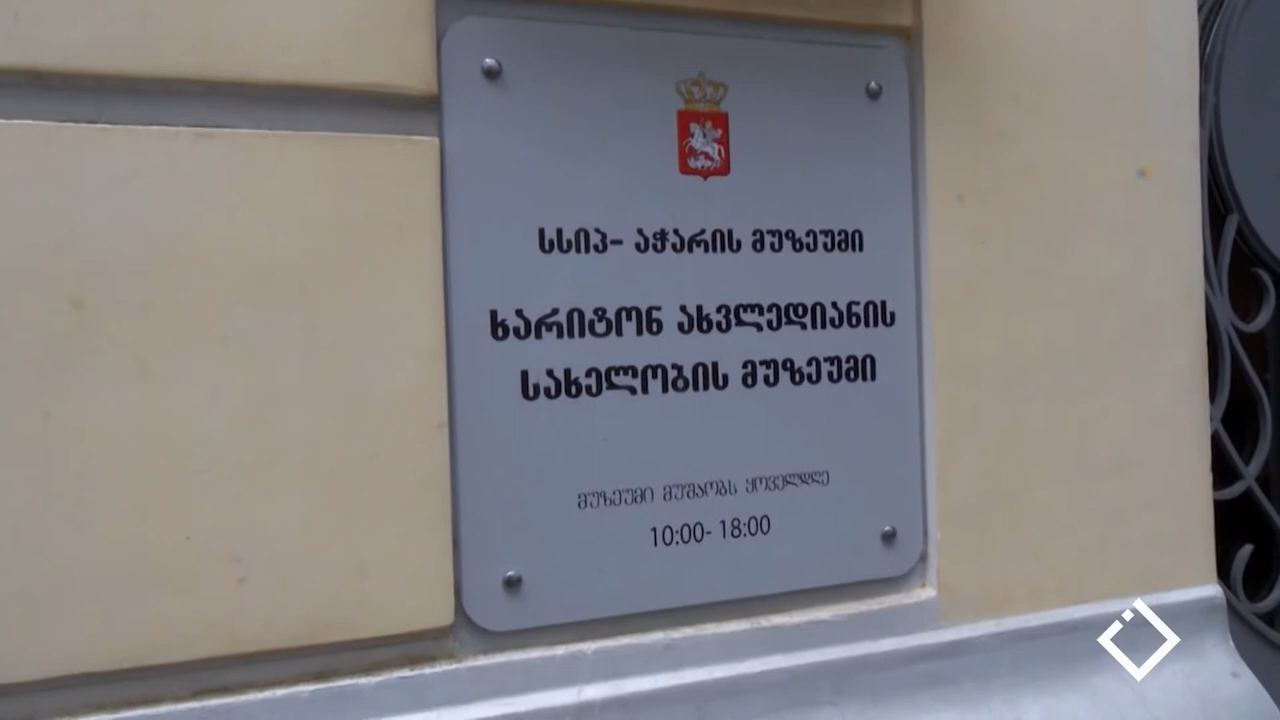 სსიპ- აჭარის მუზეუმი
ხარიტონ ახვლედიანის
სახელობის მუზეუმი
მუზეუმი მუშაობს ყოველდღე
10:00- 18:00